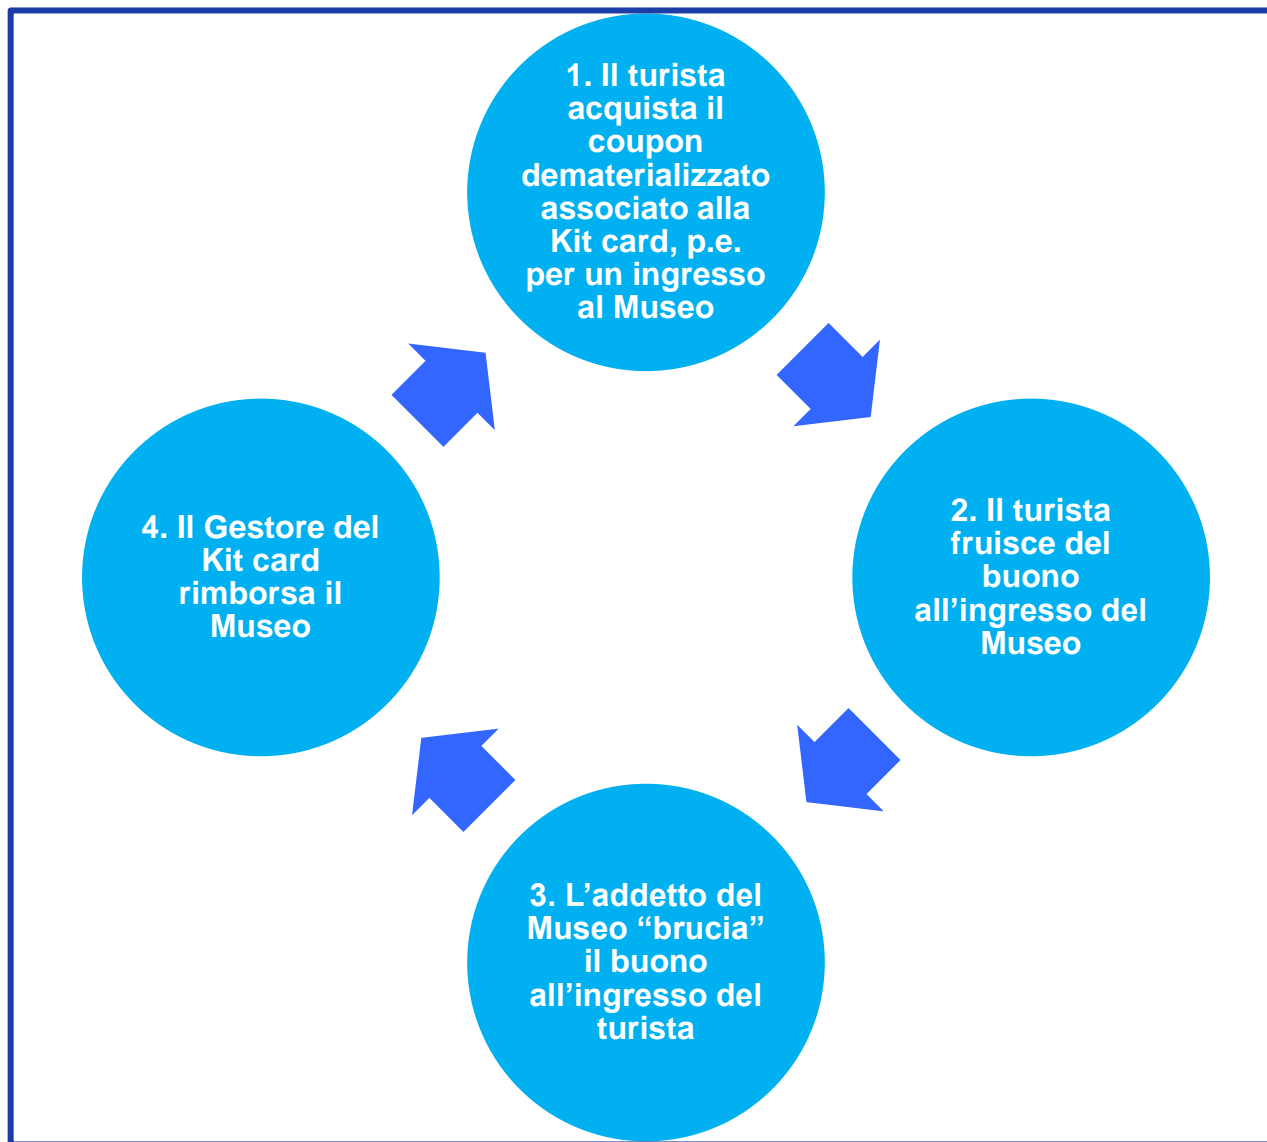 1. Il turista
acquista il
coupon
dematerializzato
associato alla
Kit card, p.e.
per un ingresso
al Museo
2. Il turista
fruisce del
buono
all’ingresso del
Museo
3. L’addetto del
Museo “brucia”
il buono
all’ingresso del
turista
4. Il Gestore del
Kit card
rimborsa il
Museo